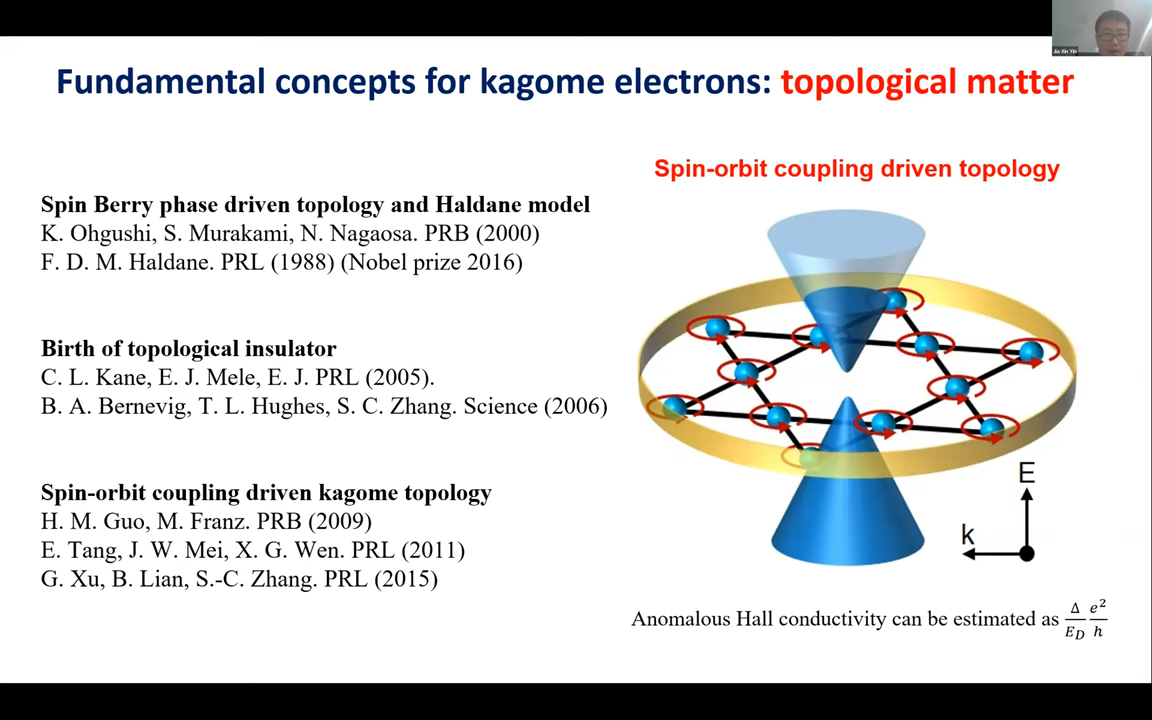 Jia-Xin Yin
Fundamental concepts for kagome electrons: topological matter
Spin Berry phase driven topology and Haldane model
K. Ohgushi, S. Murakami, N. Nagaosa. PRB (2000)
F. D. M. Haldane. PRL (1988) (Nobel prize 2016)
Birth of topological insulator
C. L. Kane, E. J. Mele, E. J. PRL (2005).
B. A. Bernevig, T. L. Hughes, S. C. Zhang. Science (2006)
Spin-orbit coupling driven kagome topology
H. M. Guo, M. Franz. PRB (2009)
E. Tang, J. W. Mei, X. G. Wen. PRL (2011)
G. Xu, B. Lian, S.-C. Zhang. PRL (2015)
Spin-orbit coupling driven topology
E
k
Anomalous Hall conductivity can be estimated as Δ/E_D e²/h